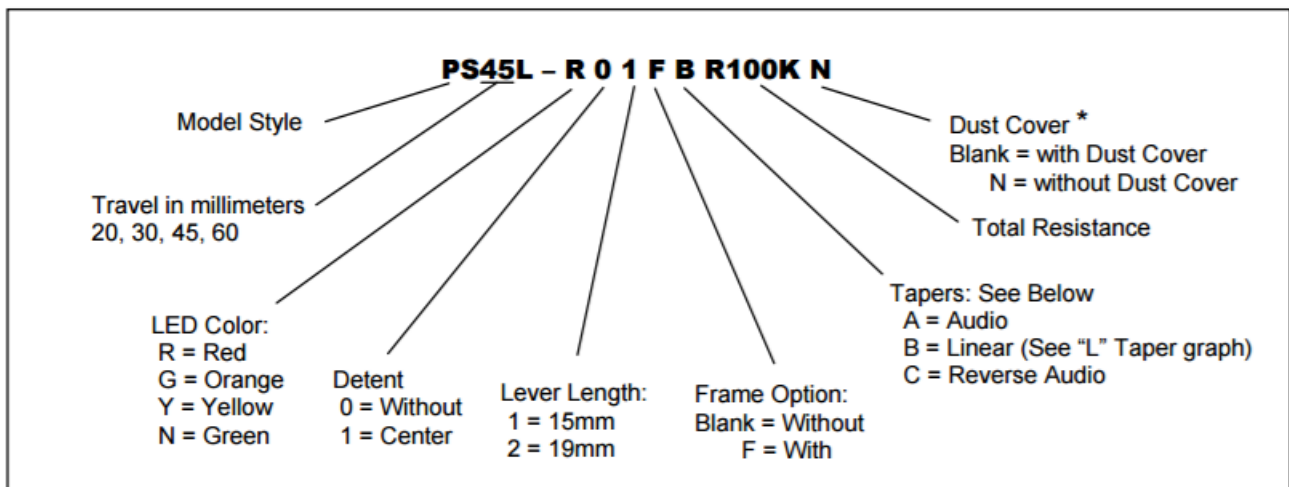 PS45L – R 0 1 F B R100K N
Model Style
Travel in millimeters
20, 30, 45, 60
LED Color:
R = Red
G = Orange
Y = Yellow
N = Green
Detent
0 = Without
1 = Center
Lever Length:
1 = 15mm
2 = 19mm
Frame Option:
Blank = Without
F = With
Tapers: See Below
A = Audio
B = Linear (See “L” Taper graph)
C = Reverse Audio
Total Resistance
Dust Cover *
Blank = with Dust Cover
N = without Dust Cover